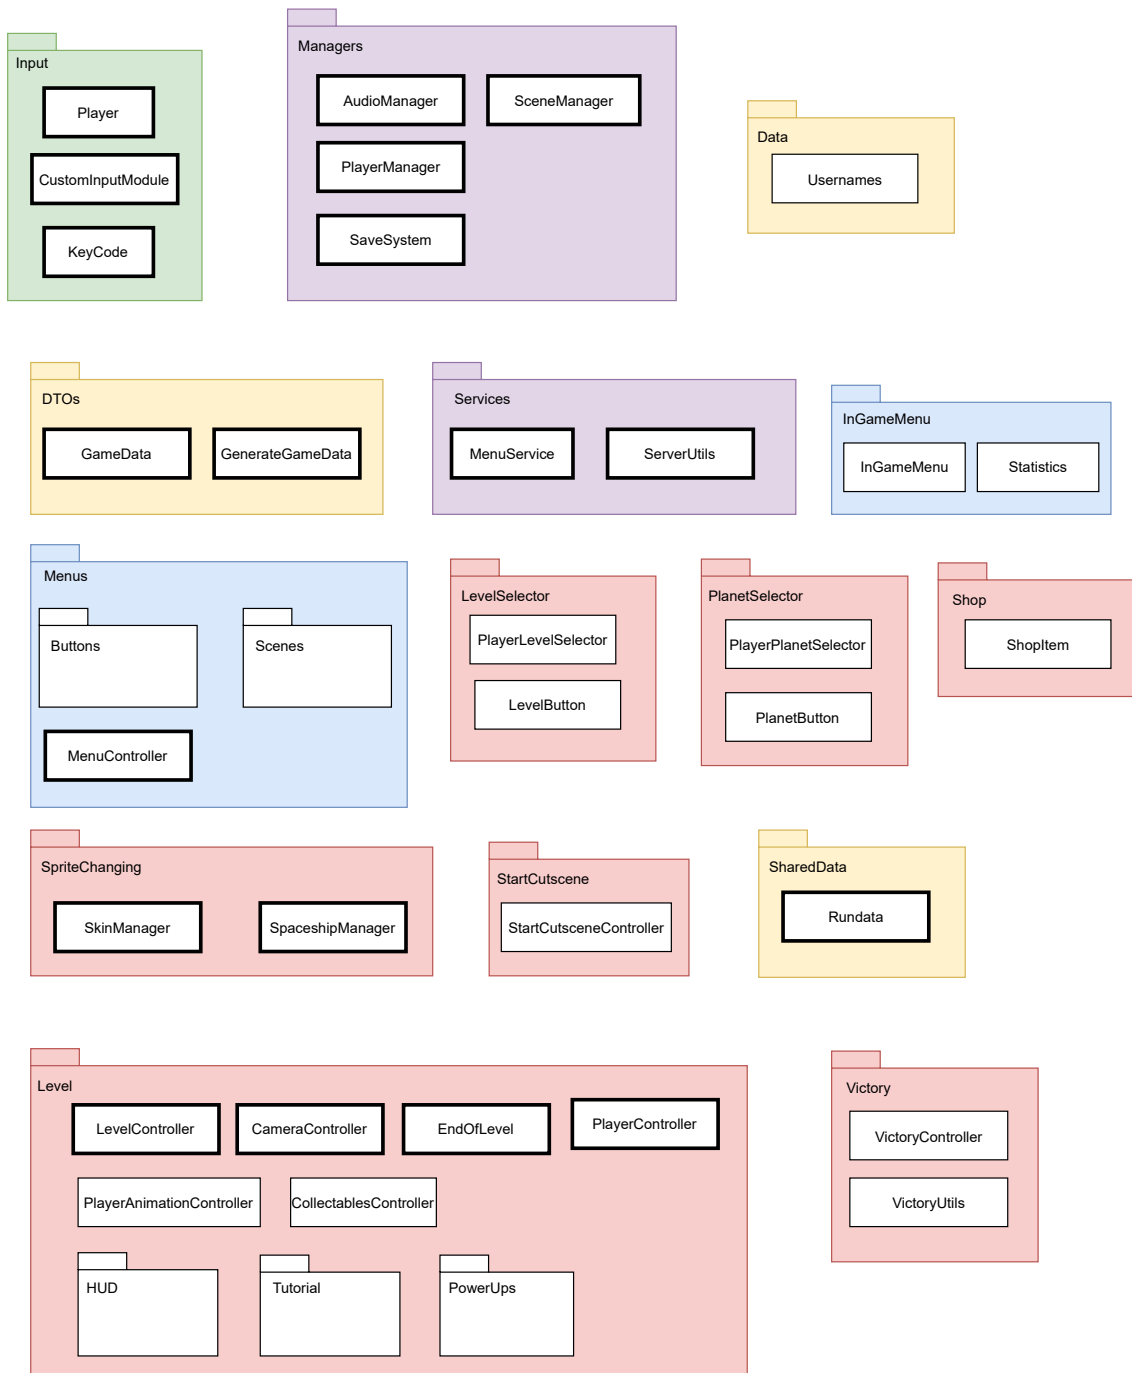 Input
Player
CustomInputModule
KeyCode
Managers
AudioManager
SceneManager
PlayerManager
SaveSystem
Data
Usernames
DTOs
GameData
GenerateGameData
Services
MenuService
ServerUtils
InGameMenu
InGameMenu
Statistics
Menus
Buttons
Scenes
MenuController
LevelSelector
PlayerLevelSelector
LevelButton
PlanetSelector
PlayerPlanetSelector
PlanetButton
Shop
ShopItem
SpriteChanging
SkinManager
SpaceshipManager
StartCutscene
StartCutsceneController
SharedData
Rundata
Level
LevelController
CameraController
EndOfLevel
PlayerController
PlayerAnimationController
CollectablesController
HUD
Tutorial
PowerUps
Victory
VictoryController
VictoryUtils